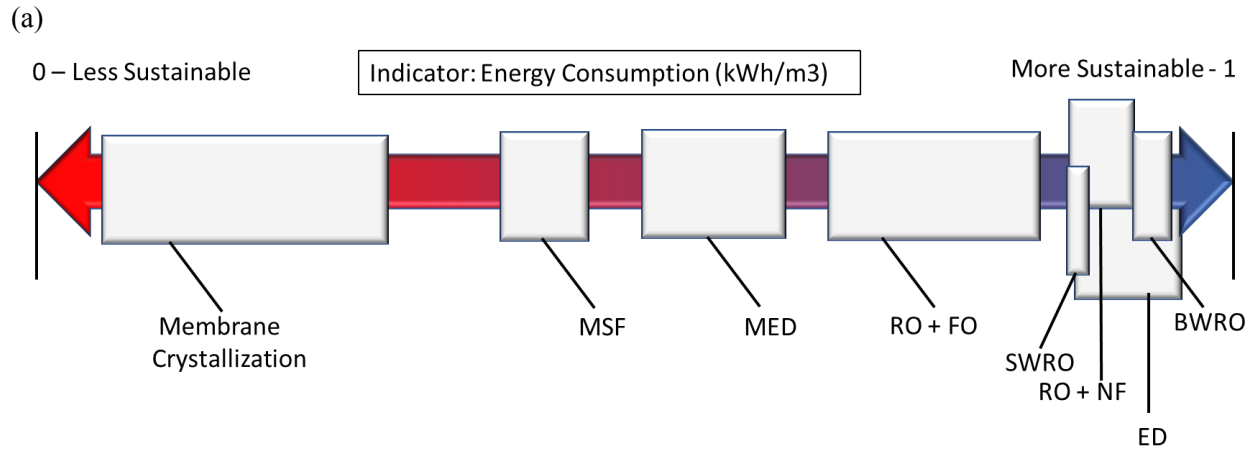 (a)
0 – Less Sustainable
Indicator: Energy Consumption (kWh/m3)
More Sustainable - 1
Membrane
Crystallization
MSF
MED
RO + FO
SWRO
RO + NF
ED
BWRO